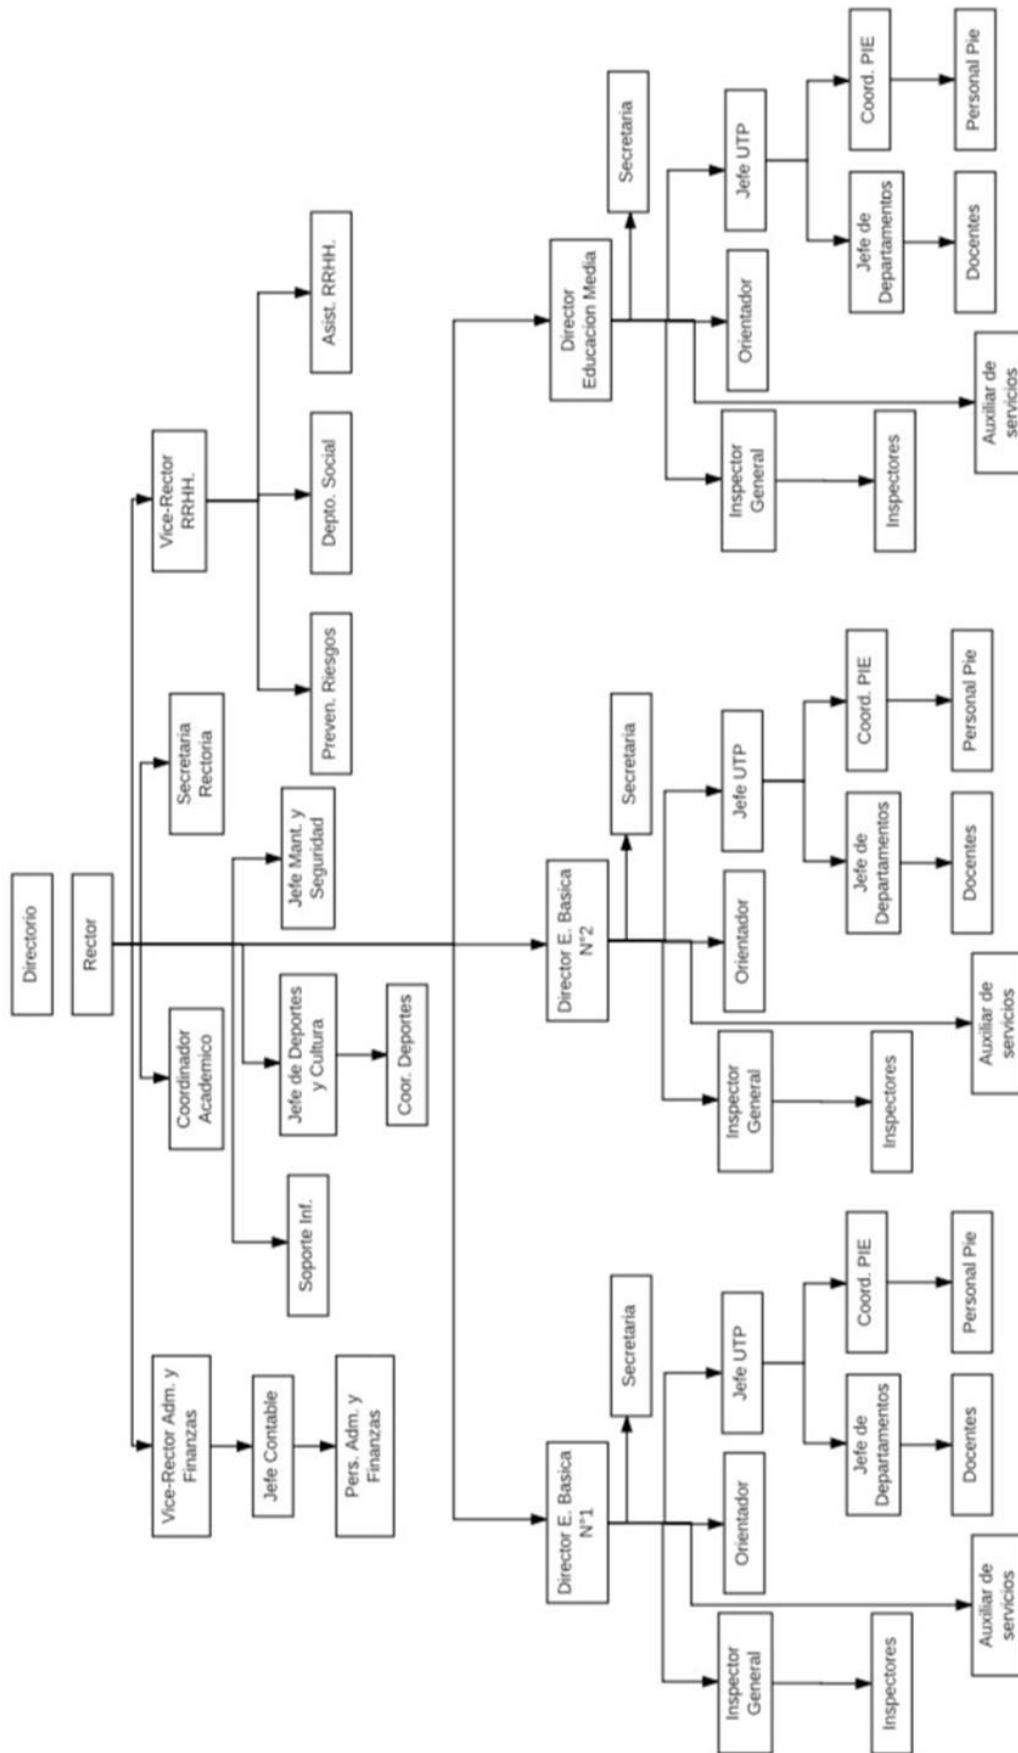 Directorio
Rector
Vice-Rector Adm. y
Finanzas
Coordinador
Academico
Secretaria
Rectoria
Vice-Rector
RRHH.
Jefe Contable
Soporte Inf.
Jefe de Deportes
y Cultura
Jefe Mant. y
Seguridad
Preven. Riesgos
Depto. Social
Asist. RRHH.
Pers. Adm. y
Finanzas
Coor. Deportes
Director E. Basica
N°1
Director E. Basica
N°2
Director
Educacion Media
Secretaria
Secretaria
Secretaria
Inspector
General
Orientador
Jefe UTP
Inspector
General
Orientador
Jefe UTP
Inspector
General
Orientador
Jefe UTP
Inspectores
Jefe de
Departamentos
Coord. PIE
Inspectores
Jefe de
Departamentos
Coord. PIE
Inspectores
Jefe de
Departamentos
Coord. PIE
Auxiliar de
servicios
Docentes
Personal Pie
Auxiliar de
servicios
Docentes
Personal Pie
Auxiliar de
servicios
Docentes
Personal Pie